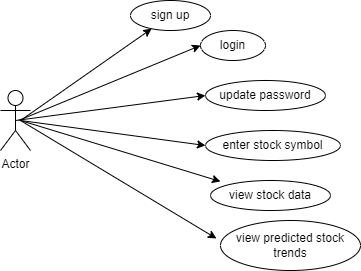 sign up
login
update password
enter stock symbol
Actor
view stock data
view predicted stock
trends